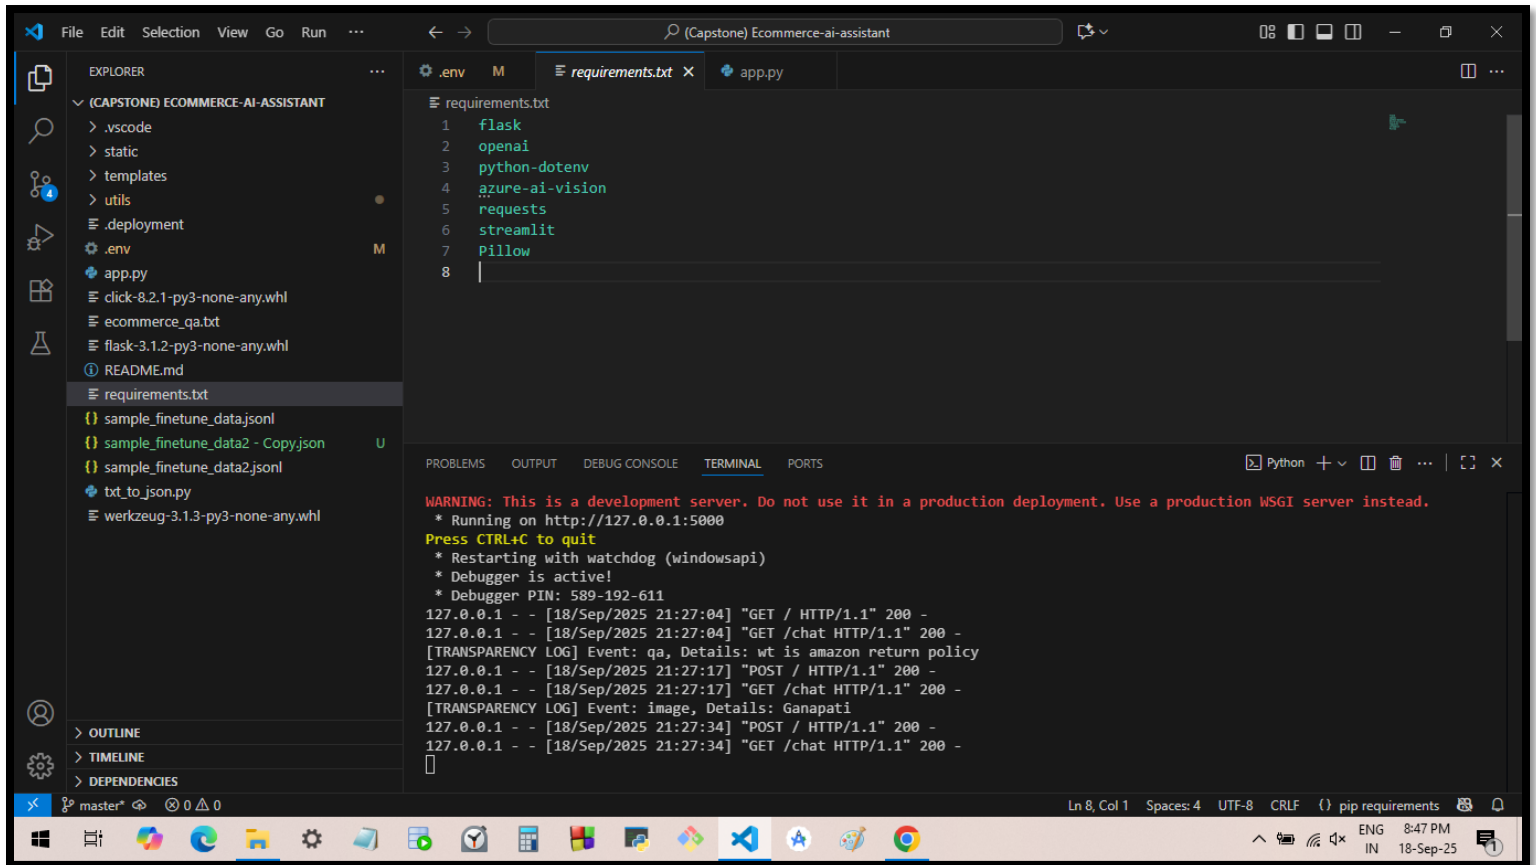 File Edit Selection View Go Run ···
(Capstone) Ecommerce-ai-assistant
EXPLORER ···
(CAPSTONE) ECOMMERCE-AI-ASSISTANT
.vscode
static
templates
utils
.deployment
.env M
app.py
click-8.2.1-py3-none-any.whl
ecommerce_qa.txt
flask-3.1.2-py3-none-any.whl
README.md
requirements.txt
sample_finetune_data.jsonl
sample_finetune_data2 - Copy.json U
sample_finetune_data2.jsonl
txt_to_json.py
werkzeug-3.1.3-py3-none-any.whl
OUTLINE
TIMELINE
DEPENDENCIES
4
.env M requirements.txt app.py
requirements.txt
1 flask
2 openai
3 python-dotenv
4 azure-ai-vision
5 requests
6 streamlit
7 Pillow
8
PROBLEMS OUTPUT DEBUG CONSOLE TERMINAL PORTS
Python
WARNING: This is a development server. Do not use it in a production deployment. Use a production WSGI server instead.
* Running on http://127.0.0.1:5000
Press CTRL+C to quit
* Restarting with watchdog (windowsapi)
* Debugger is active!
* Debugger PIN: 589-192-611
127.0.0.1 - - [18/Sep/2025 21:27:04] "GET / HTTP/1.1" 200 -
127.0.0.1 - - [18/Sep/2025 21:27:04] "GET /chat HTTP/1.1" 200 -
[TRANSPARENCY LOG] Event: qa, Details: wt is amazon return policy
127.0.0.1 - - [18/Sep/2025 21:27:17] "POST / HTTP/1.1" 200 -
127.0.0.1 - - [18/Sep/2025 21:27:17] "GET /chat HTTP/1.1" 200 -
[TRANSPARENCY LOG] Event: image, Details: Ganapati
127.0.0.1 - - [18/Sep/2025 21:27:34] "POST / HTTP/1.1" 200 -
127.0.0.1 - - [18/Sep/2025 21:27:34] "GET /chat HTTP/1.1" 200 -
master* 0 0
Ln 8, Col 1 Spaces: 4 UTF-8 CRLF {} pip requirements
ENG
IN
8:47 PM
18-Sep-25
1